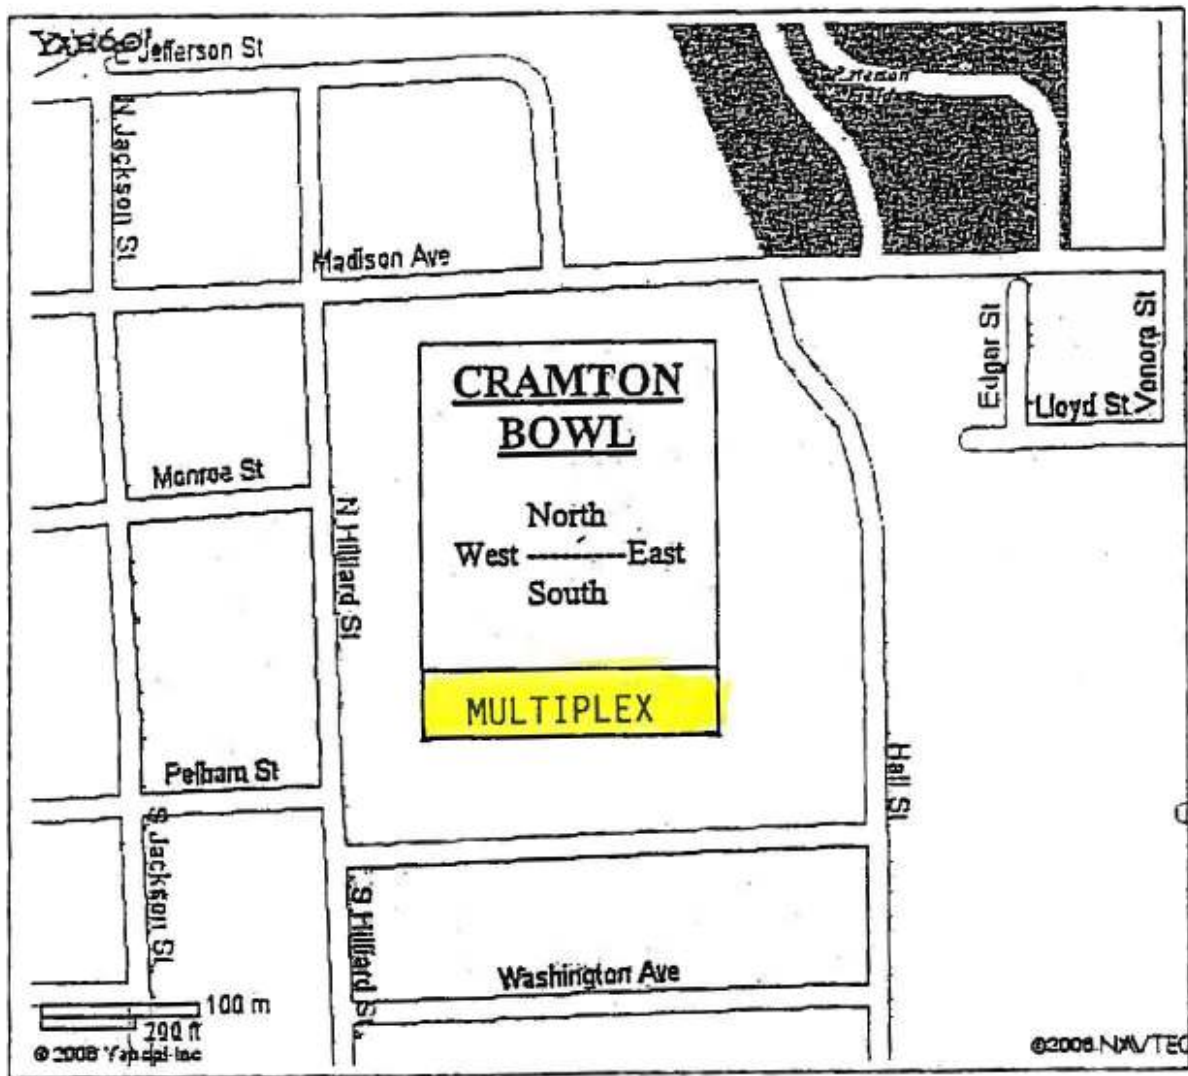 Jefferson St
N Jackson St
Madison Ave
Edgar St
Vonora St
Lloyd St
CRAMTON
BOWL
North
West ---------East
South
MULTIPLEX
Monroe St
N Hilliard St
Pelham St
Hall St
S Jackson St
S Hilliard St
Washington Ave
100 m
200 ft
©2008 NAVTEQ